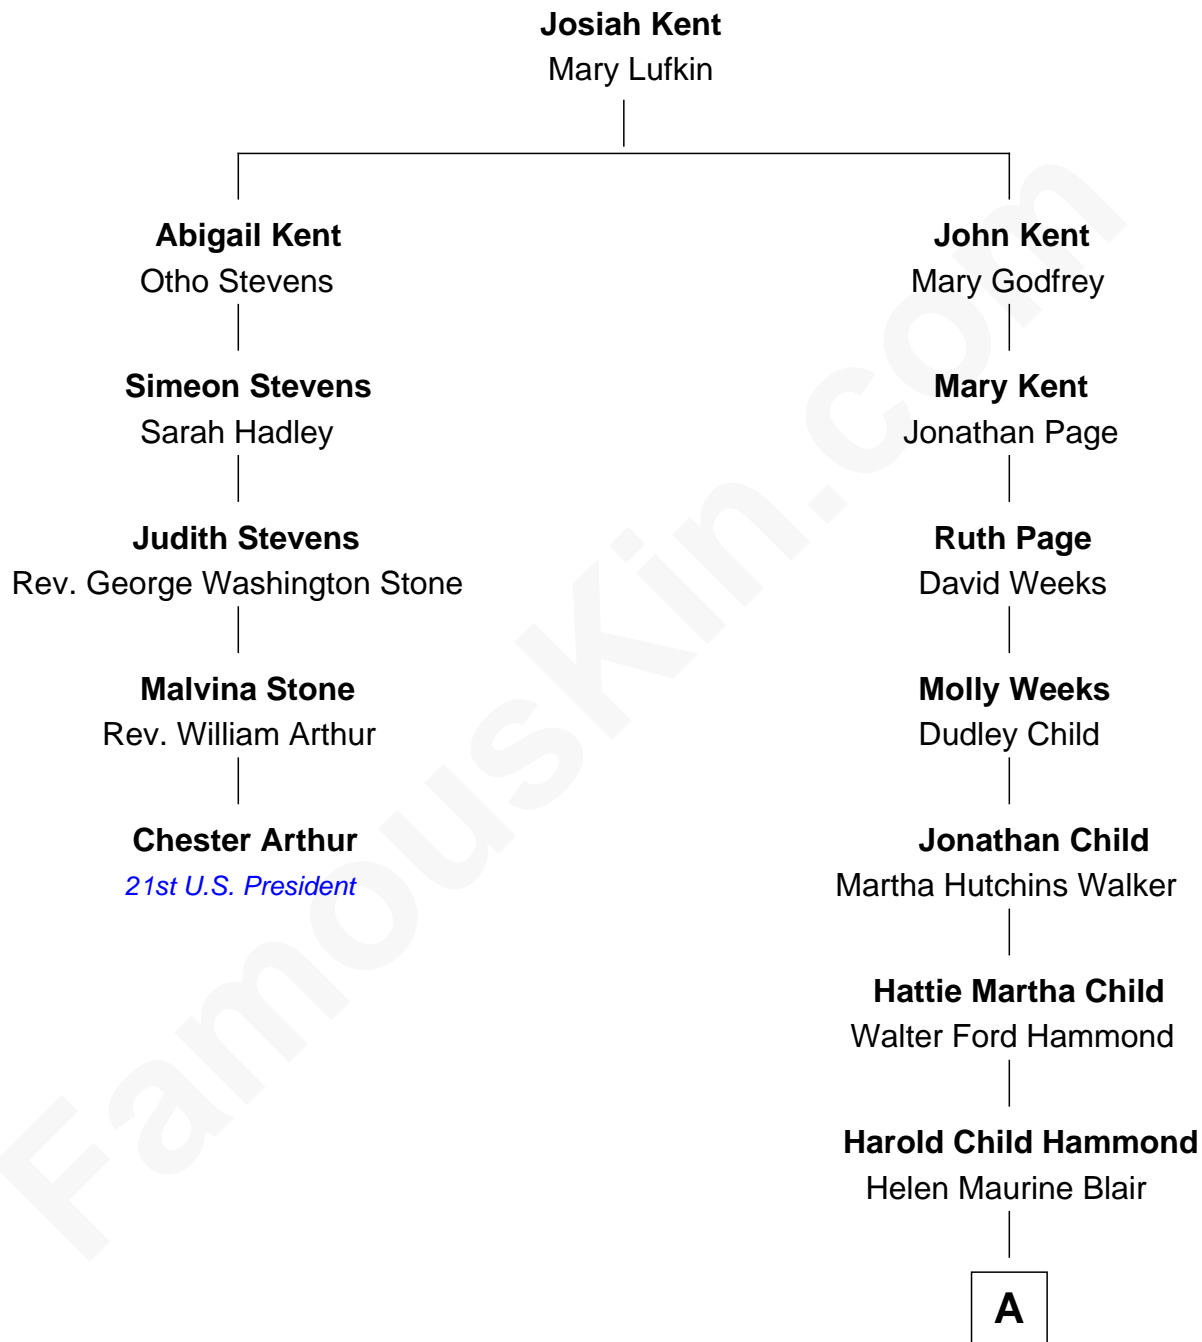 Josiah Kent
Mary Lufkin
Abigail Kent
Otho Stevens
Simeon Stevens
Sarah Hadley
Judith Stevens
Rev. George Washington Stone
Malvina Stone
Rev. William Arthur
Chester Arthur
21st U.S. President
John Kent
Mary Godfrey
Mary Kent
Jonathan Page
Ruth Page
David Weeks
Molly Weeks
Dudley Child
Jonathan Child
Martha Hutchins Walker
Hattie Martha Child
Walter Ford Hammond
Harold Child Hammond
Helen Maurine Blair
A
FamousKin.com